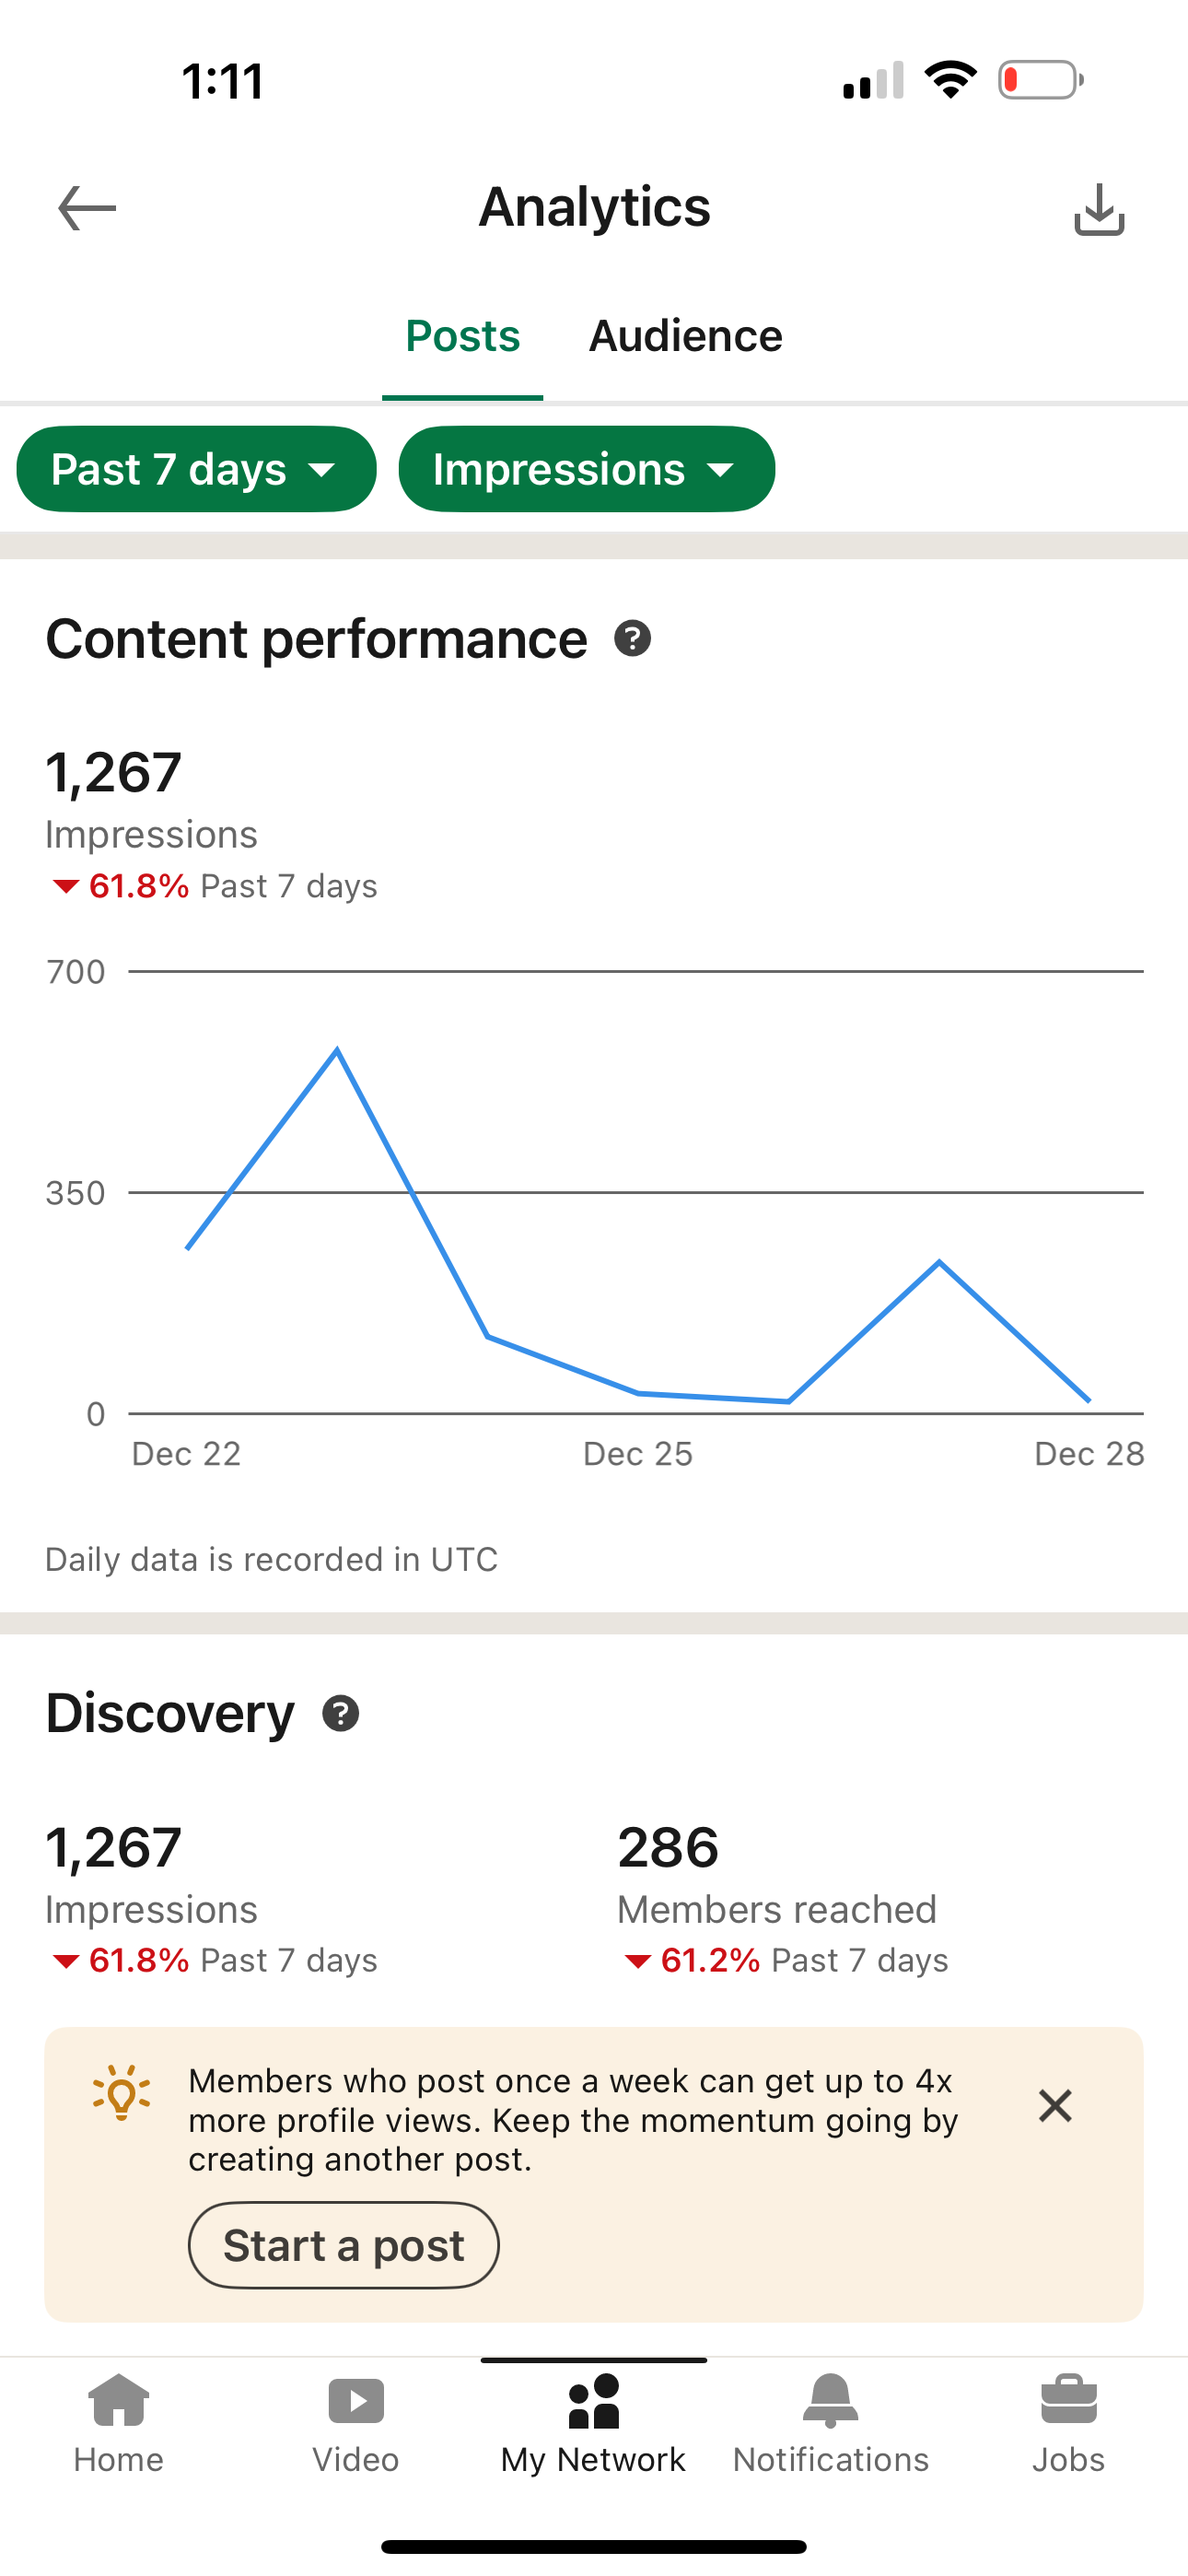 1:11
Analytics
Posts Audience
Past 7 days Impressions
Content performance ?
1,267
Impressions
61.8% Past 7 days
700
350
0
Dec 22 Dec 25 Dec 28
Daily data is recorded in UTC
Discovery ?
1,267 286
Impressions Members reached
61.8% Past 7 days 61.2% Past 7 days
Members who post once a week can get up to 4x
more profile views. Keep the momentum going by
creating another post.
Start a post
Home Video My Network Notifications Jobs